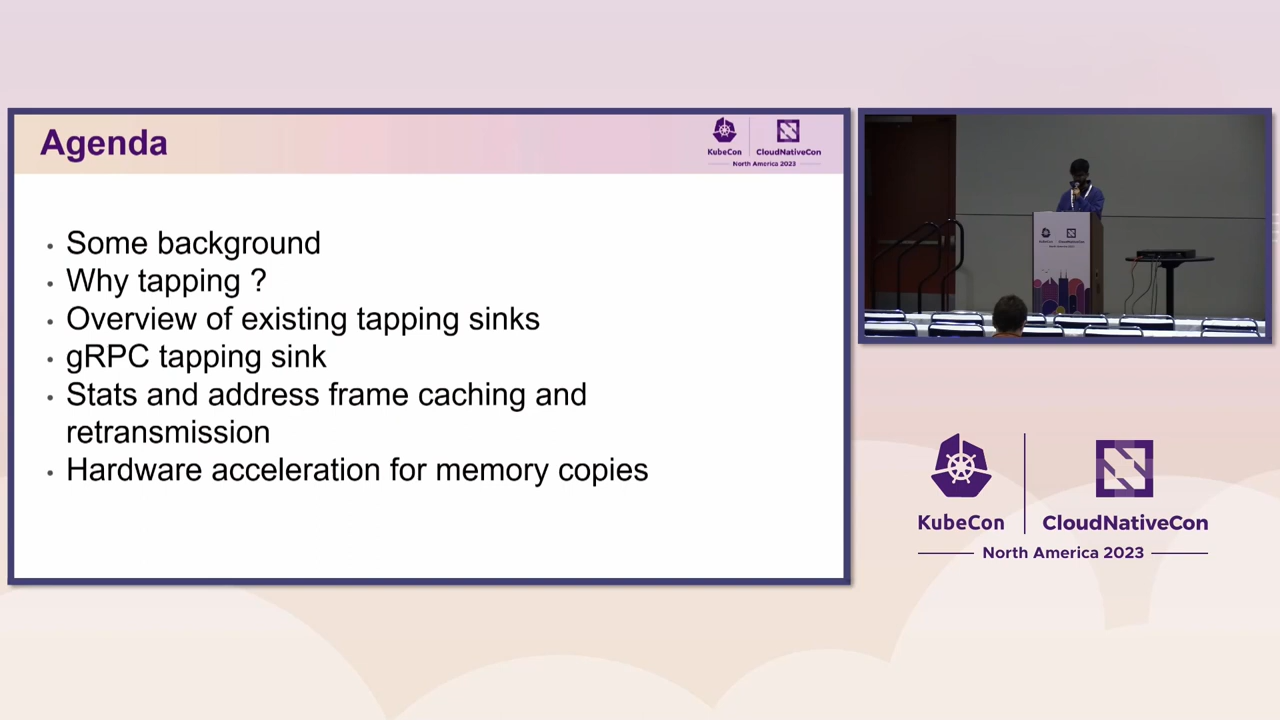 Agenda
KubeCon
CloudNativeCon
North America 2023
• Some background
• Why tapping ?
• Overview of existing tapping sinks
• gRPC tapping sink
• Stats and address frame caching and
retransmission
• Hardware acceleration for memory copies
KubeCon
CloudNativeCon
North America 2023